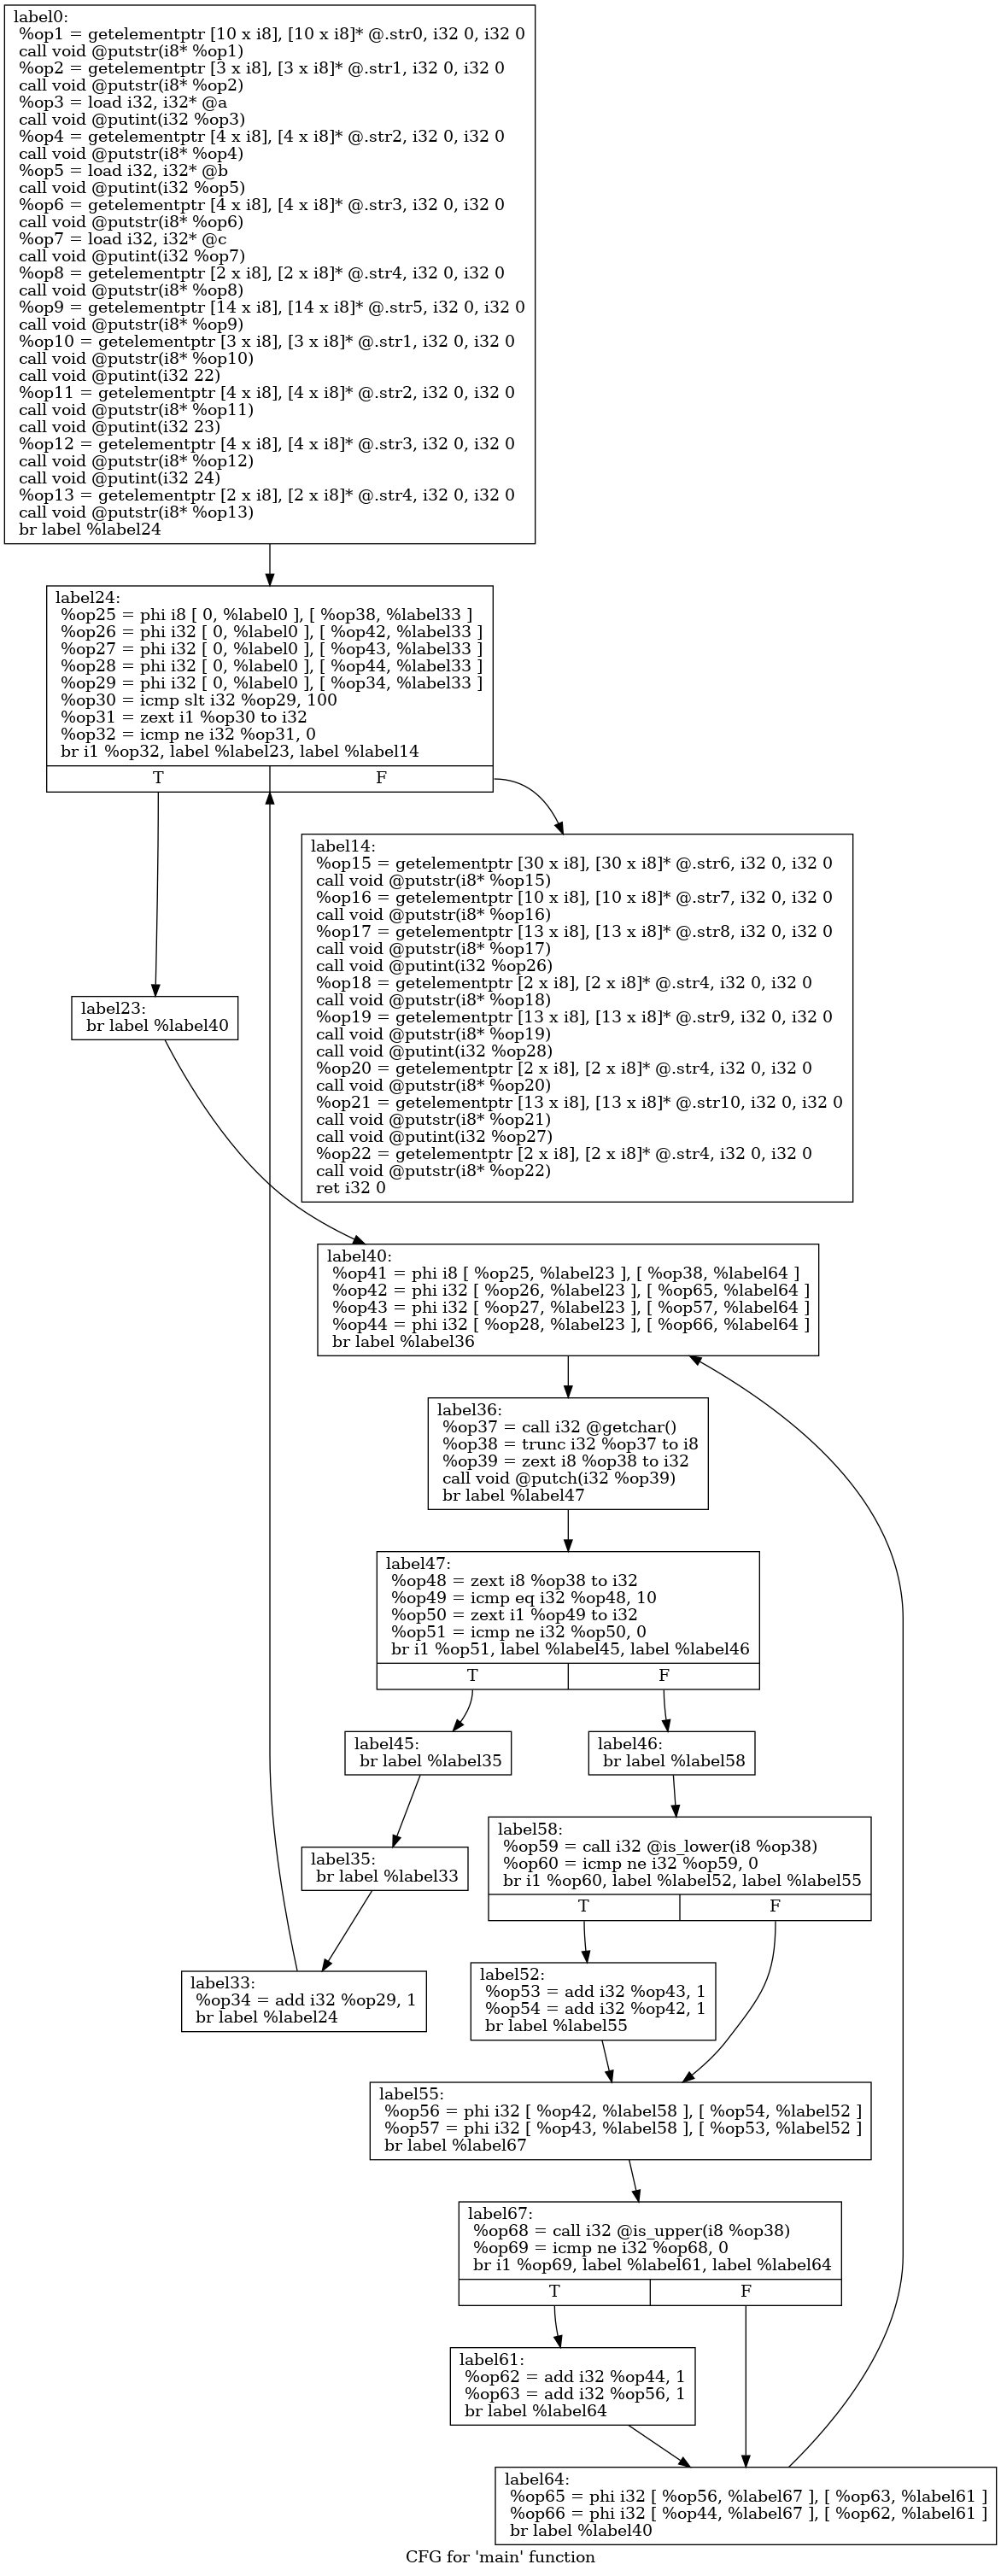 label0:
%op1 = getelementptr [10 x i8], [10 x i8]* @.str0, i32 0, i32 0
call void @putstr(i8* %op1)
%op2 = getelementptr [3 x i8], [3 x i8]* @.str1, i32 0, i32 0
call void @putstr(i8* %op2)
%op3 = load i32, i32* @a
call void @putint(i32 %op3)
%op4 = getelementptr [4 x i8], [4 x i8]* @.str2, i32 0, i32 0
call void @putstr(i8* %op4)
%op5 = load i32, i32* @b
call void @putint(i32 %op5)
%op6 = getelementptr [4 x i8], [4 x i8]* @.str3, i32 0, i32 0
call void @putstr(i8* %op6)
%op7 = load i32, i32* @c
call void @putint(i32 %op7)
%op8 = getelementptr [2 x i8], [2 x i8]* @.str4, i32 0, i32 0
call void @putstr(i8* %op8)
%op9 = getelementptr [14 x i8], [14 x i8]* @.str5, i32 0, i32 0
call void @putstr(i8* %op9)
%op10 = getelementptr [3 x i8], [3 x i8]* @.str1, i32 0, i32 0
call void @putstr(i8* %op10)
call void @putint(i32 22)
%op11 = getelementptr [4 x i8], [4 x i8]* @.str2, i32 0, i32 0
call void @putstr(i8* %op11)
call void @putint(i32 23)
%op12 = getelementptr [4 x i8], [4 x i8]* @.str3, i32 0, i32 0
call void @putstr(i8* %op12)
call void @putint(i32 24)
%op13 = getelementptr [2 x i8], [2 x i8]* @.str4, i32 0, i32 0
call void @putstr(i8* %op13)
br label %label24
label24:
%op25 = phi i8 [ 0, %label0 ], [ %op38, %label33 ]
%op26 = phi i32 [ 0, %label0 ], [ %op42, %label33 ]
%op27 = phi i32 [ 0, %label0 ], [ %op43, %label33 ]
%op28 = phi i32 [ 0, %label0 ], [ %op44, %label33 ]
%op29 = phi i32 [ 0, %label0 ], [ %op34, %label33 ]
%op30 = icmp slt i32 %op29, 100
%op31 = zext i1 %op30 to i32
%op32 = icmp ne i32 %op31, 0
br i1 %op32, label %label23, label %label14
T F
label14:
%op15 = getelementptr [30 x i8], [30 x i8]* @.str6, i32 0, i32 0
call void @putstr(i8* %op15)
%op16 = getelementptr [10 x i8], [10 x i8]* @.str7, i32 0, i32 0
call void @putstr(i8* %op16)
%op17 = getelementptr [13 x i8], [13 x i8]* @.str8, i32 0, i32 0
call void @putstr(i8* %op17)
call void @putint(i32 %op26)
%op18 = getelementptr [2 x i8], [2 x i8]* @.str4, i32 0, i32 0
call void @putstr(i8* %op18)
%op19 = getelementptr [13 x i8], [13 x i8]* @.str9, i32 0, i32 0
call void @putstr(i8* %op19)
call void @putint(i32 %op28)
%op20 = getelementptr [2 x i8], [2 x i8]* @.str4, i32 0, i32 0
call void @putstr(i8* %op20)
%op21 = getelementptr [13 x i8], [13 x i8]* @.str10, i32 0, i32 0
call void @putstr(i8* %op21)
call void @putint(i32 %op27)
%op22 = getelementptr [2 x i8], [2 x i8]* @.str4, i32 0, i32 0
call void @putstr(i8* %op22)
ret i32 0
label23:
br label %label40
label40:
%op41 = phi i8 [ %op25, %label23 ], [ %op38, %label64 ]
%op42 = phi i32 [ %op26, %label23 ], [ %op65, %label64 ]
%op43 = phi i32 [ %op27, %label23 ], [ %op57, %label64 ]
%op44 = phi i32 [ %op28, %label23 ], [ %op66, %label64 ]
br label %label36
label36:
%op37 = call i32 @getchar()
%op38 = trunc i32 %op37 to i8
%op39 = zext i8 %op38 to i32
call void @putch(i32 %op39)
br label %label47
label47:
%op48 = zext i8 %op38 to i32
%op49 = icmp eq i32 %op48, 10
%op50 = zext i1 %op49 to i32
%op51 = icmp ne i32 %op50, 0
br i1 %op51, label %label45, label %label46
T F
label45:
br label %label35
label46:
br label %label58
label58:
%op59 = call i32 @is_lower(i8 %op38)
%op60 = icmp ne i32 %op59, 0
br i1 %op60, label %label52, label %label55
T F
label35:
br label %label33
label33:
%op34 = add i32 %op29, 1
br label %label24
label52:
%op53 = add i32 %op43, 1
%op54 = add i32 %op42, 1
br label %label55
label55:
%op56 = phi i32 [ %op42, %label58 ], [ %op54, %label52 ]
%op57 = phi i32 [ %op43, %label58 ], [ %op53, %label52 ]
br label %label67
label67:
%op68 = call i32 @is_upper(i8 %op38)
%op69 = icmp ne i32 %op68, 0
br i1 %op69, label %label61, label %label64
T F
label61:
%op62 = add i32 %op44, 1
%op63 = add i32 %op56, 1
br label %label64
label64:
%op65 = phi i32 [ %op56, %label67 ], [ %op63, %label61 ]
%op66 = phi i32 [ %op44, %label67 ], [ %op62, %label61 ]
br label %label40
CFG for 'main' function